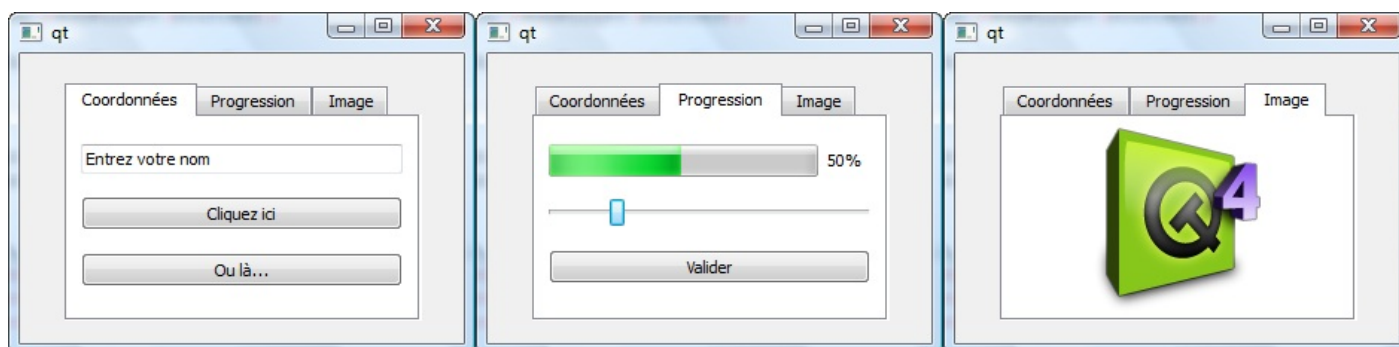 qt
Coordonnées Progression Image
Entrez votre nom
Cliquez ici
Ou là...
qt
Coordonnées Progression Image
50%
Valider
qt
Coordonnées Progression Image
4